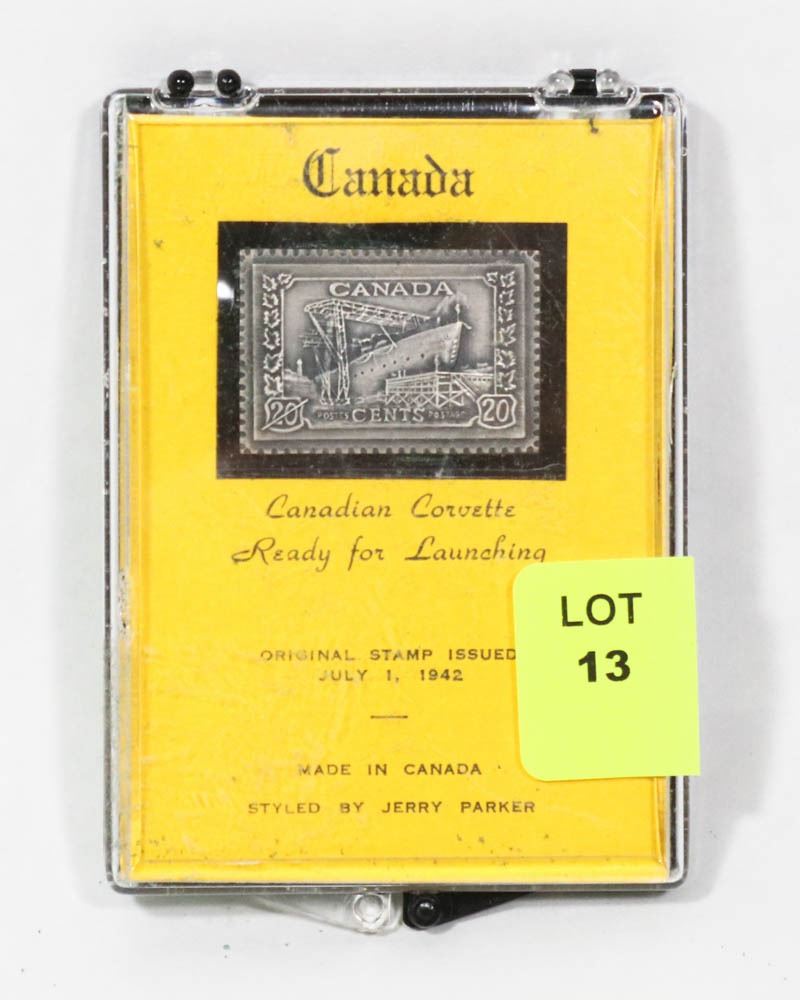 Canada
CANADA
20 POSTES CENTS POSTAGE 20
Canadian Corvette
Ready for Launching
ORIGINAL STAMP ISSUED
JULY 1, 1942
MADE IN CANADA
STYLED BY JERRY PARKER
LOT
13